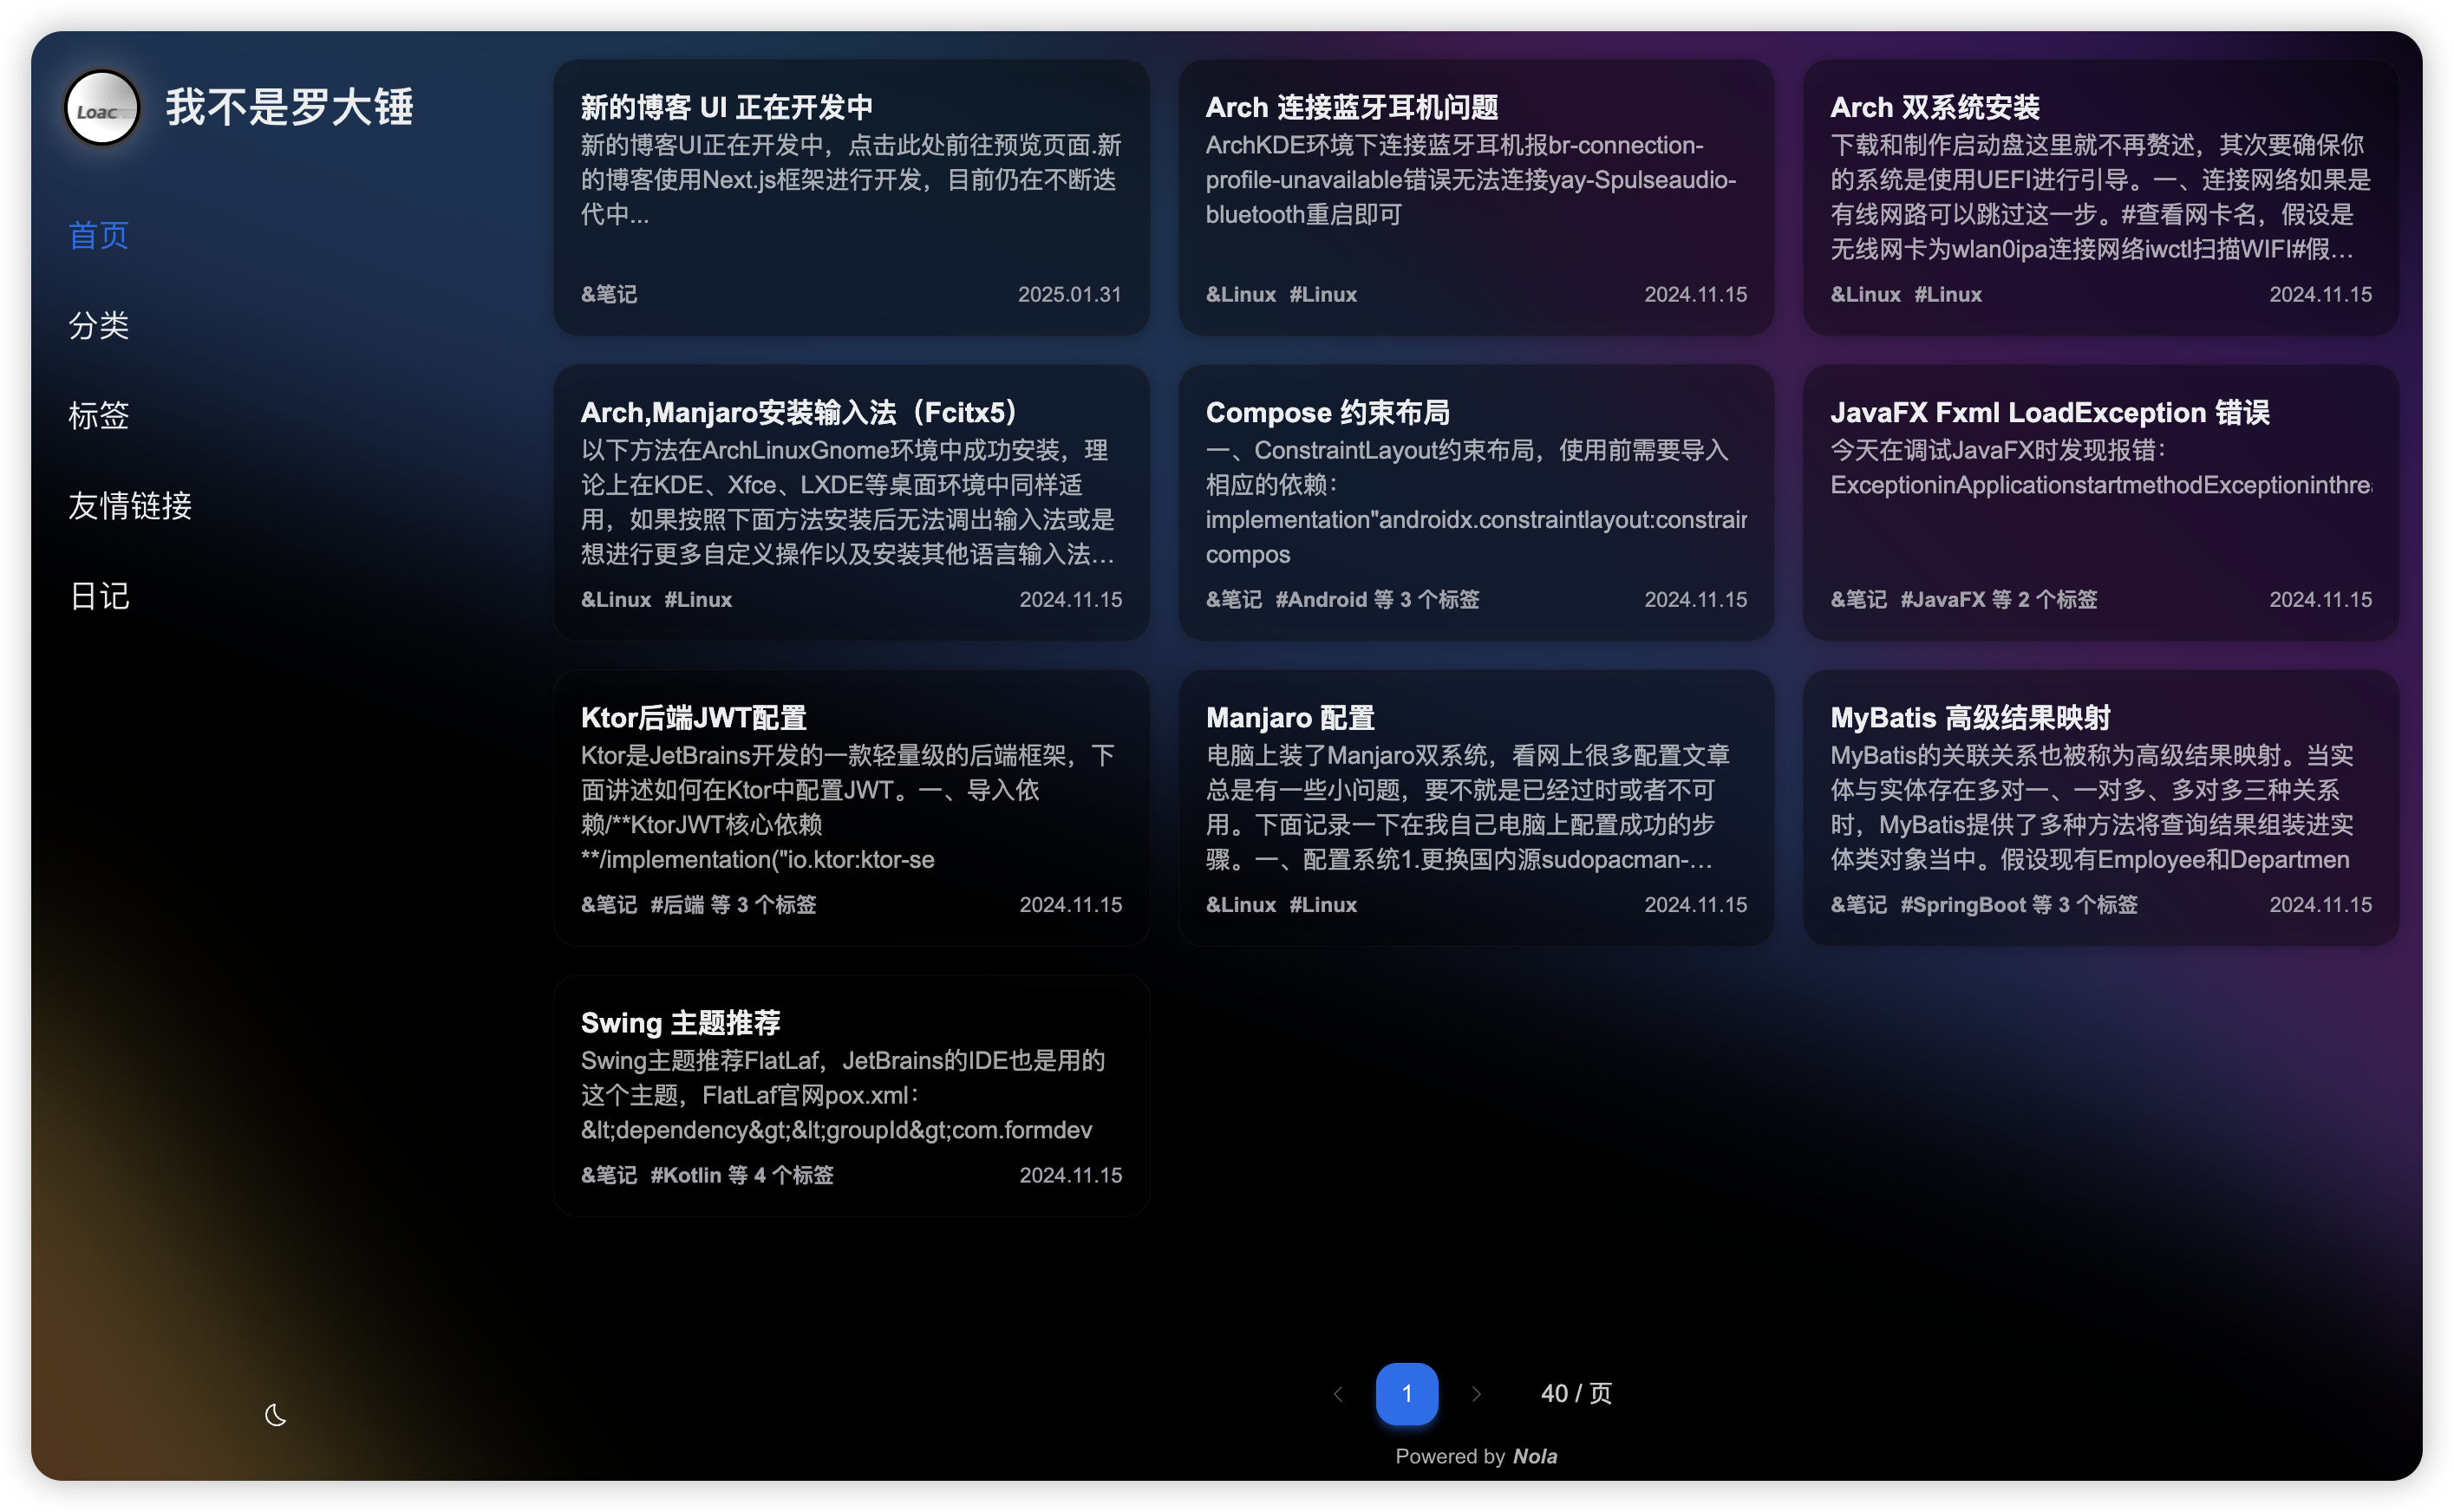 Loac
我不是罗大锤
首页
分类
标签
友情链接
日记
新的博客 UI 正在开发中
新的博客UI正在开发中，点击此处前往预览页面.新
的博客使用Next.js框架进行开发，目前仍在不断迭
代中...
&笔记 2025.01.31
Arch 连接蓝牙耳机问题
ArchKDE环境下连接蓝牙耳机报br-connection-
profile-unavailable错误无法连接yay-Spulseaudio-
bluetooth重启即可
&Linux #Linux 2024.11.15
Arch 双系统安装
下载和制作启动盘这里就不再赘述，其次要确保你
的系统是使用UEFI进行引导。一、连接网络如果是
有线网路可以跳过这一步。#查看网卡名，假设是
无线网卡为wlan0ipa连接网络iwctl扫描WIFI#假...
&Linux #Linux 2024.11.15
Arch,Manjaro安装输入法（Fcitx5）
以下方法在ArchLinuxGnome环境中成功安装，理
论上在KDE、Xfce、LXDE等桌面环境中同样适
用，如果按照下面方法安装后无法调出输入法或是
想进行更多自定义操作以及安装其他语言输入法...
&Linux #Linux 2024.11.15
Compose 约束布局
一、ConstraintLayout约束布局，使用前需要导入
相应的依赖：
implementation"androidx.constraintlayout:constrain
compos
&笔记 #Android 等 3 个标签 2024.11.15
JavaFX Fxml LoadException 错误
今天在调试JavaFX时发现报错：
ExceptioninApplicationstartmethodExceptioninthrea
&笔记 #JavaFX 等 2 个标签 2024.11.15
Ktor后端JWT配置
Ktor是JetBrains开发的一款轻量级的后端框架，下
面讲述如何在Ktor中配置JWT。一、导入依
赖/**KtorJWT核心依赖
**/implementation("io.ktor:ktor-se
&笔记 #后端 等 3 个标签 2024.11.15
Manjaro 配置
电脑上装了Manjaro双系统，看网上很多配置文章
总是有一些小问题，要不就是已经过时或者不可
用。下面记录一下在我自己电脑上配置成功的步
骤。一、配置系统1.更换国内源sudopacman-...
&Linux #Linux 2024.11.15
MyBatis 高级结果映射
MyBatis的关联关系也被称为高级结果映射。当实
体与实体存在多对一、一对多、多对多三种关系
时，MyBatis提供了多种方法将查询结果组装进实
体类对象当中。假设现有Employee和Departmen
&笔记 #SpringBoot 等 3 个标签 2024.11.15
Swing 主题推荐
Swing主题推荐FlatLaf，JetBrains的IDE也是用的
这个主题，FlatLaf官网pox.xml：
&lt;dependency&gt;&lt;groupId&gt;com.formdev
&笔记 #Kotlin 等 4 个标签 2024.11.15
1
40 / 页
Powered by Nola